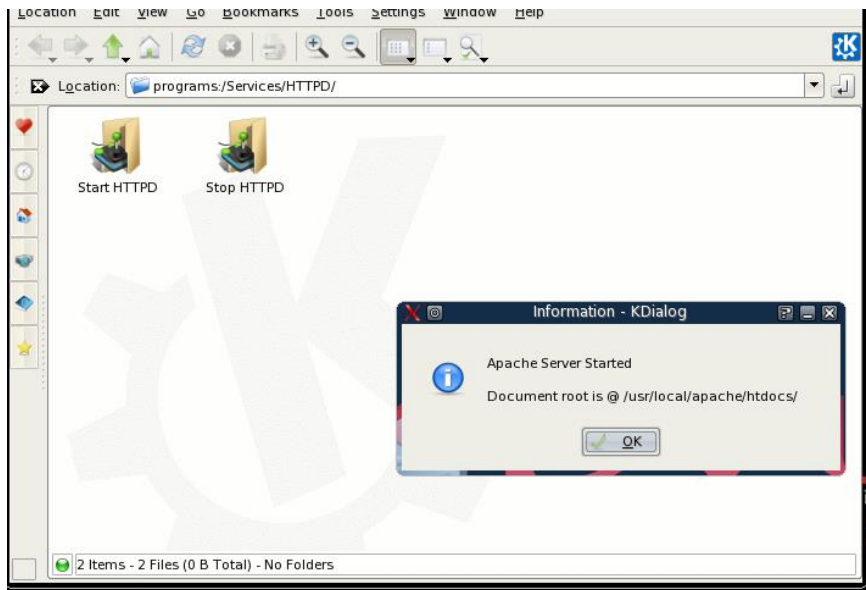 Location Edit View Go Bookmarks Tools Settings Window Help
Location: programs:/Services/HTTPD/
Start HTTPD Stop HTTPD
Information - KDialog
Apache Server Started
Document root is @ /usr/local/apache/htdocs/
OK
2 Items - 2 Files (0 B Total) - No Folders